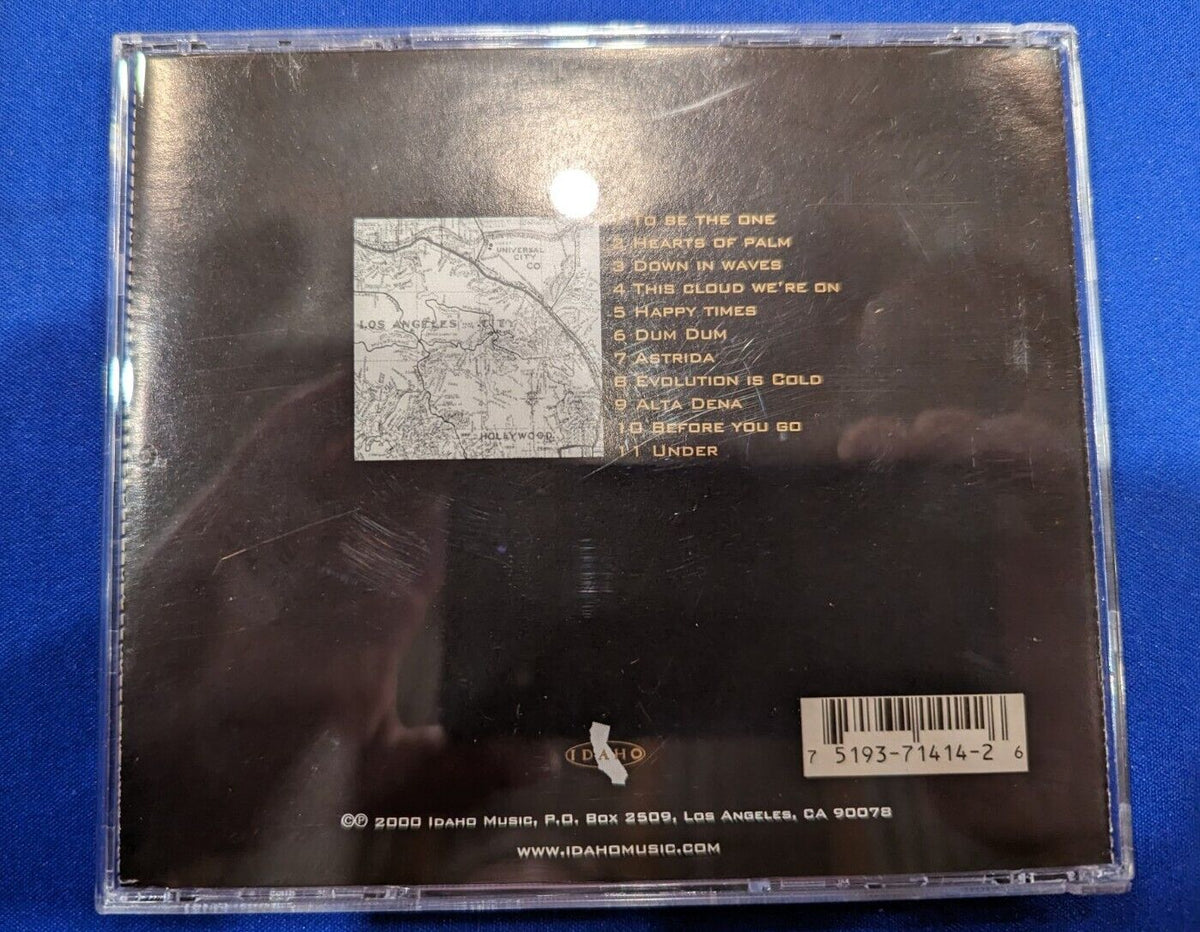 1 To be the one
2 Hearts of palm
3 Down in waves
4 This cloud we're on
5 Happy times
6 Dum Dum
7 Astrida
8 Evolution is Cold
9 Alta Dena
10 Before you go
11 Under
UNIVERSAL
CITY
CO
LOS ANGELES CITY
HOLLYWOOD
IDAHO
7 5193-71414-2 6
©℗ 2000 Idaho Music, P.O. Box 2509, Los Angeles, CA 90078
www.idahomusic.com